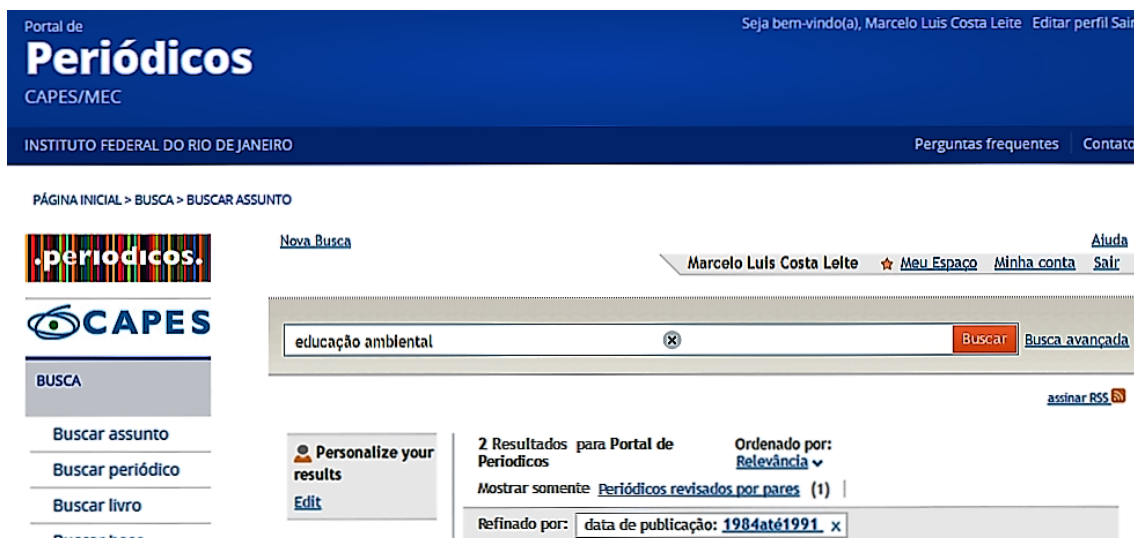 Portal de
Seja bem-vindo(a), Marcelo Luis Costa Leite Editar perfil Sair
Periódicos
CAPES/MEC
INSTITUTO FEDERAL DO RIO DE JANEIRO
Perguntas frequentes Contato
PÁGINA INICIAL > BUSCA > BUSCAR ASSUNTO
.periodicos.
Nova Busca
Ajuda
Marcelo Luis Costa Leite Meu Espaço Minha conta Sair
CAPES
educação ambiental
Buscar Busca avançada
BUSCA
assinar RSS
Buscar assunto
Buscar periódico
Buscar livro
Personalize your
results
Edit
2 Resultados para Portal de
Periodicos
Ordenado por:
Relevância
Mostrar somente Periódicos revisados por pares (1)
Refinado por: data de publicação: 1984até1991 x